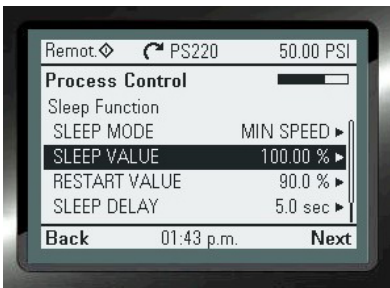 Remot. PS220 50.00 PSI
Process Control
Sleep Function
SLEEP MODE MIN SPEED
SLEEP VALUE 100.00 %
RESTART VALUE 90.0 %
SLEEP DELAY 5.0 sec
Back 01:43 p.m. Next